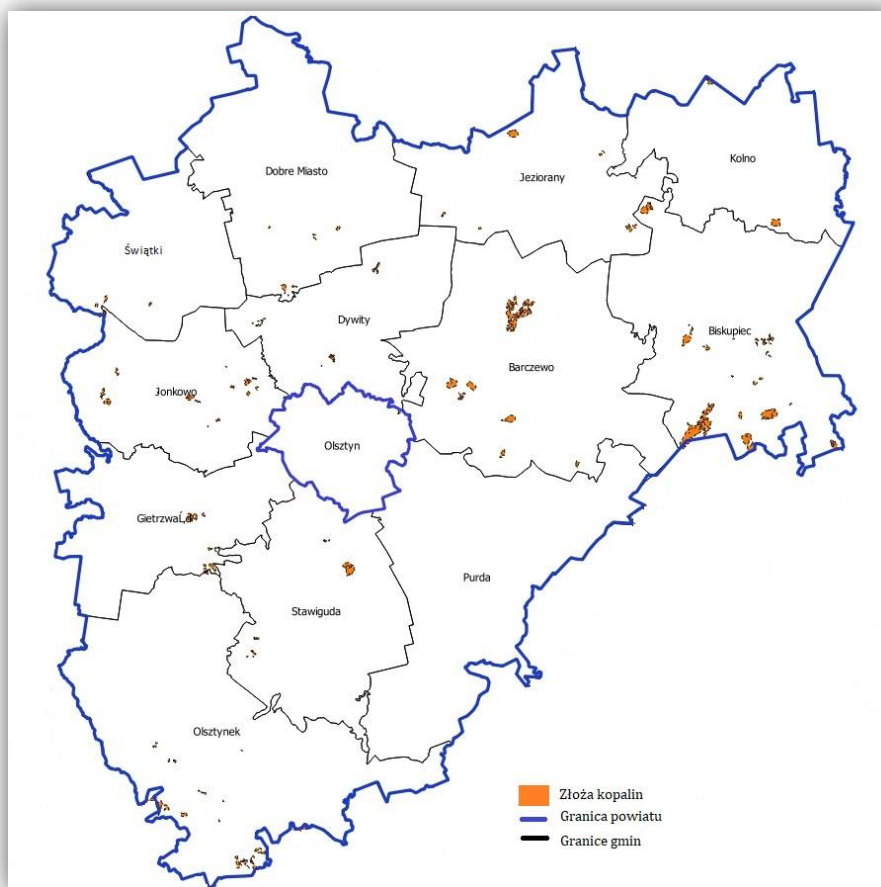 Kolno
Dobre Miasto
Jeziorany
Świątki
Dywity
Biskupiec
Barczewo
Jonkowo
Olsztyn
GietrzwaĹ‚d
Purda
Stawiguda
Olsztynek
Złoża kopalin
Granica powiatu
Granice gmin